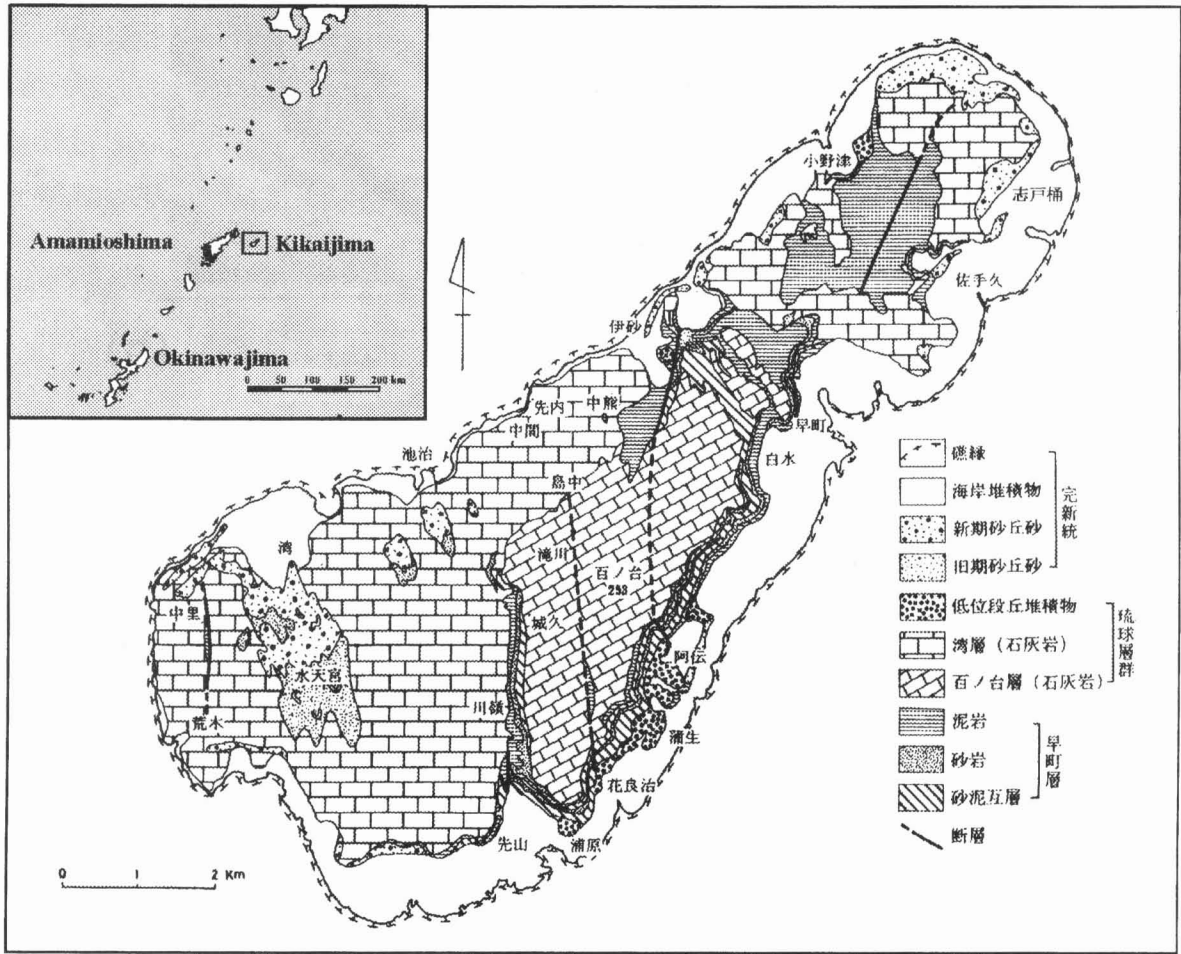 Amamioshima
Kikaijima
Okinawajima
0 50 100 150 200 km
小野津
志戸桶
佐手久
伊砂
先内
中熊
中間
早町
白水
池治
島中
湾
滝川
百ノ台
293
中里
城久
阿伝
水天宮
川嶺
荒木
蒲生
花良治
先山
浦原
0 1 2 Km
礁縁
海岸堆積物
新期砂丘砂
旧期砂丘砂
完新統
低位段丘堆積物
湾層(石灰岩)
百ノ台層(石灰岩)
琉球層群
泥岩
砂岩
砂泥互層
早町層
断層